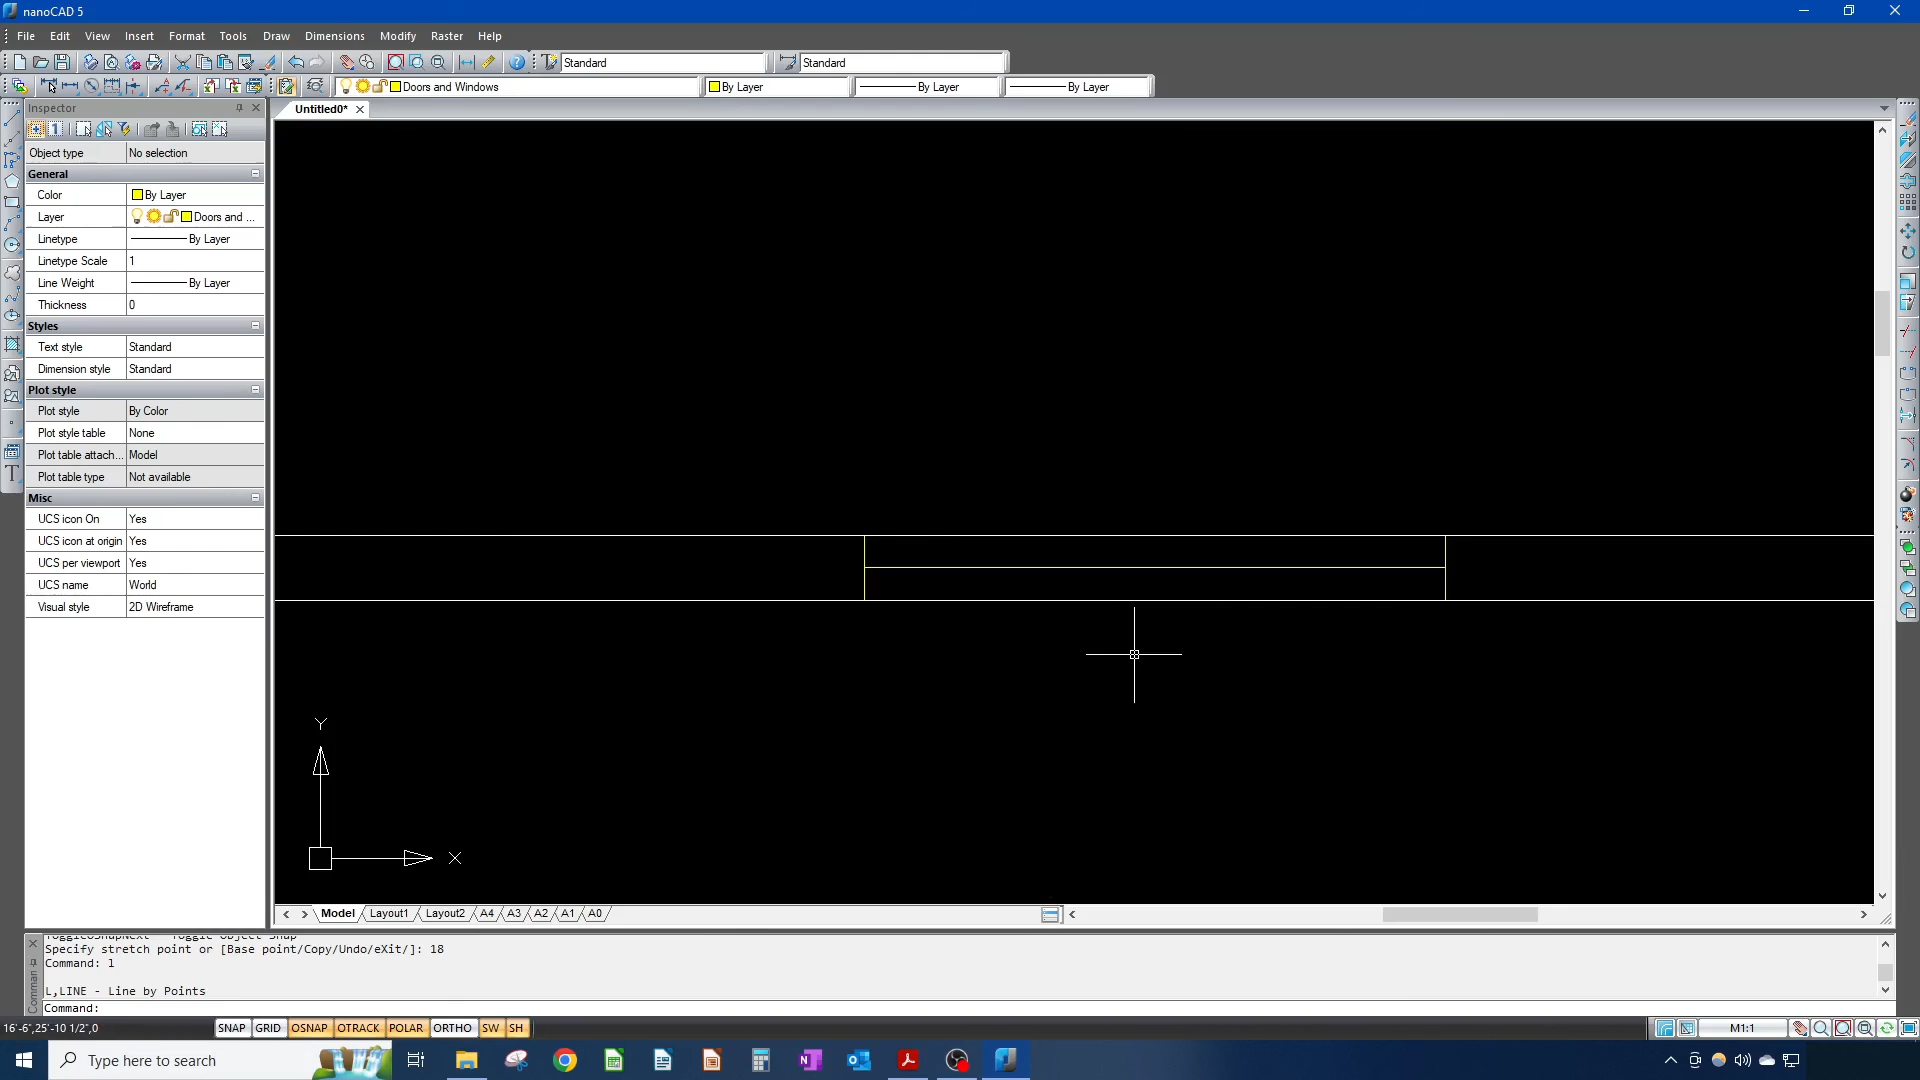 nanoCAD 5
File Edit View Insert Format Tools Draw Dimensions Modify Raster Help
Standard Standard
Doors and Windows By Layer By Layer By Layer
Inspector
Untitled0*
Object type No selection
General
Color By Layer
Layer Doors and ...
Linetype By Layer
Linetype Scale 1
Line Weight By Layer
Thickness 0
Styles
Text style Standard
Dimension style Standard
Plot style
Plot style By Color
Plot style table None
Plot table attach... Model
Plot table type Not available
Misc
UCS icon On Yes
UCS icon at origin Yes
UCS per viewport Yes
UCS name World
Visual style 2D Wireframe
Y
X
Model Layout1 Layout2 A4 A3 A2 A1 A0
ToggleOSnapNext - Toggle Object Snap
Specify stretch point or [Base point/Copy/Undo/eXit/]: 18
Command: l
L,LINE - Line by Points
Command:
Comman
16'-6",25'-10 1/2",0 SNAP GRID OSNAP OTRACK POLAR ORTHO SW SH M1:1
Type here to search